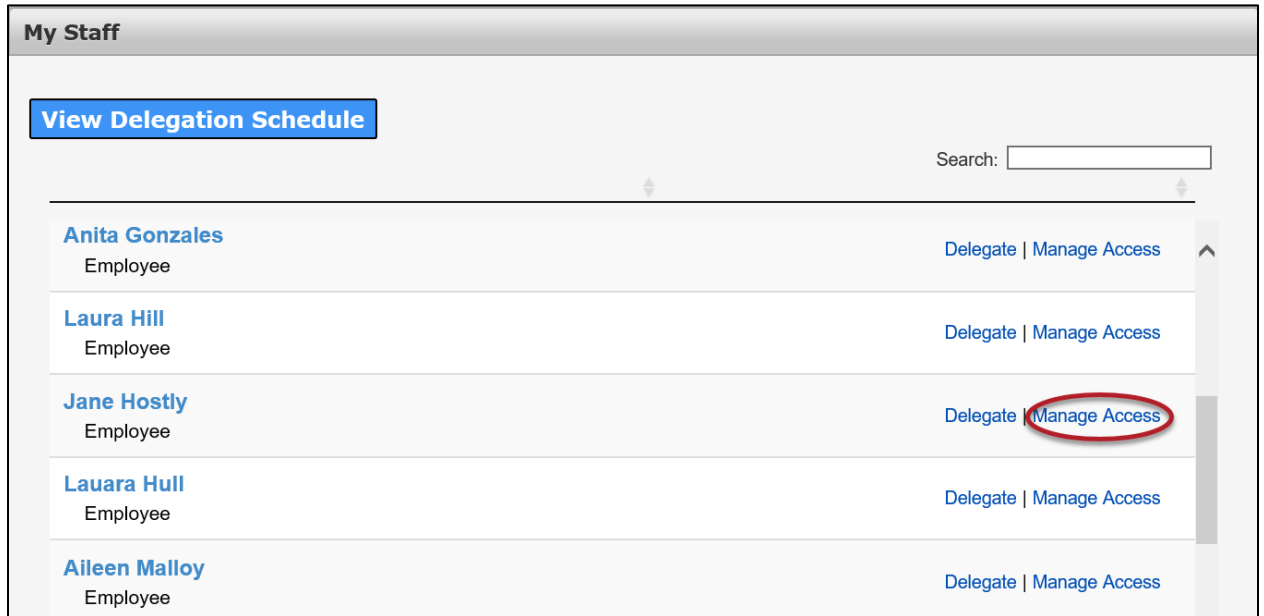 My Staff
View Delegation Schedule
Search:
Anita Gonzales
Delegate | Manage Access
Employee
Laura Hill
Delegate | Manage Access
Employee
Jane Hostly
Delegate | Manage Access
Employee
Lauara Hull
Delegate | Manage Access
Employee
Aileen Malloy
Delegate | Manage Access
Employee